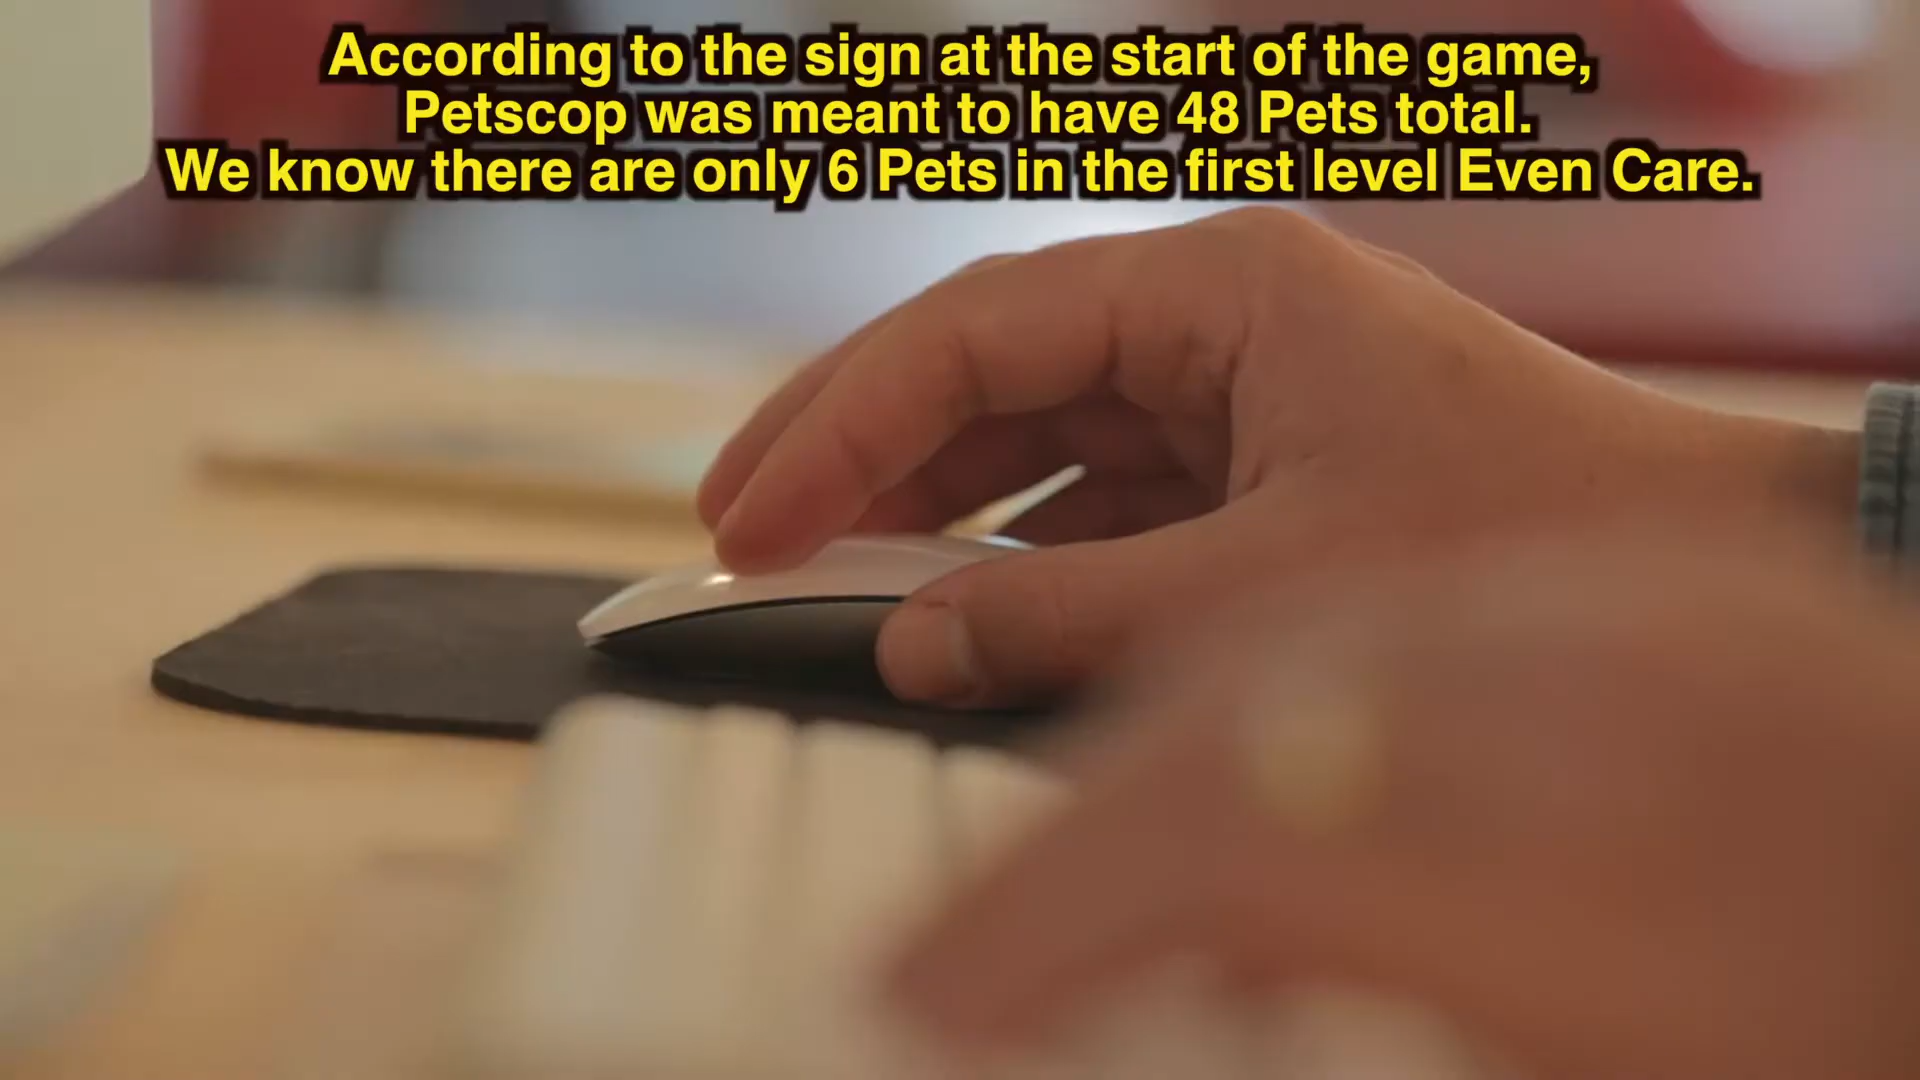 According to the sign at the start of the game,
Petscop was meant to have 48 Pets total.
We know there are only 6 Pets in the first level Even Care.